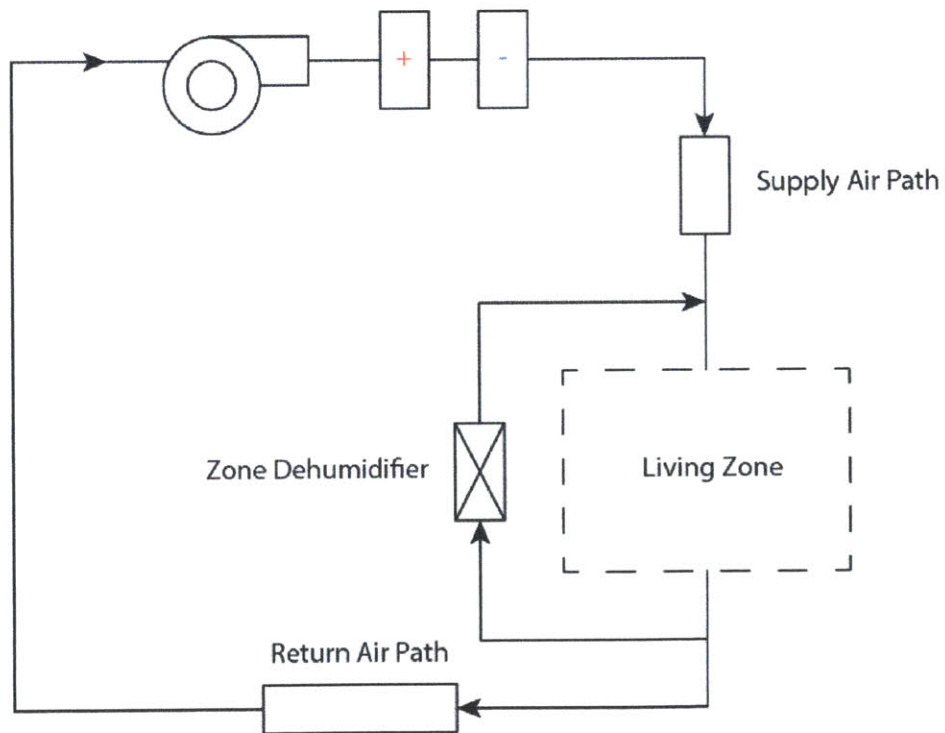 +
-
Supply Air Path
Zone Dehumidifier
Living Zone
Return Air Path